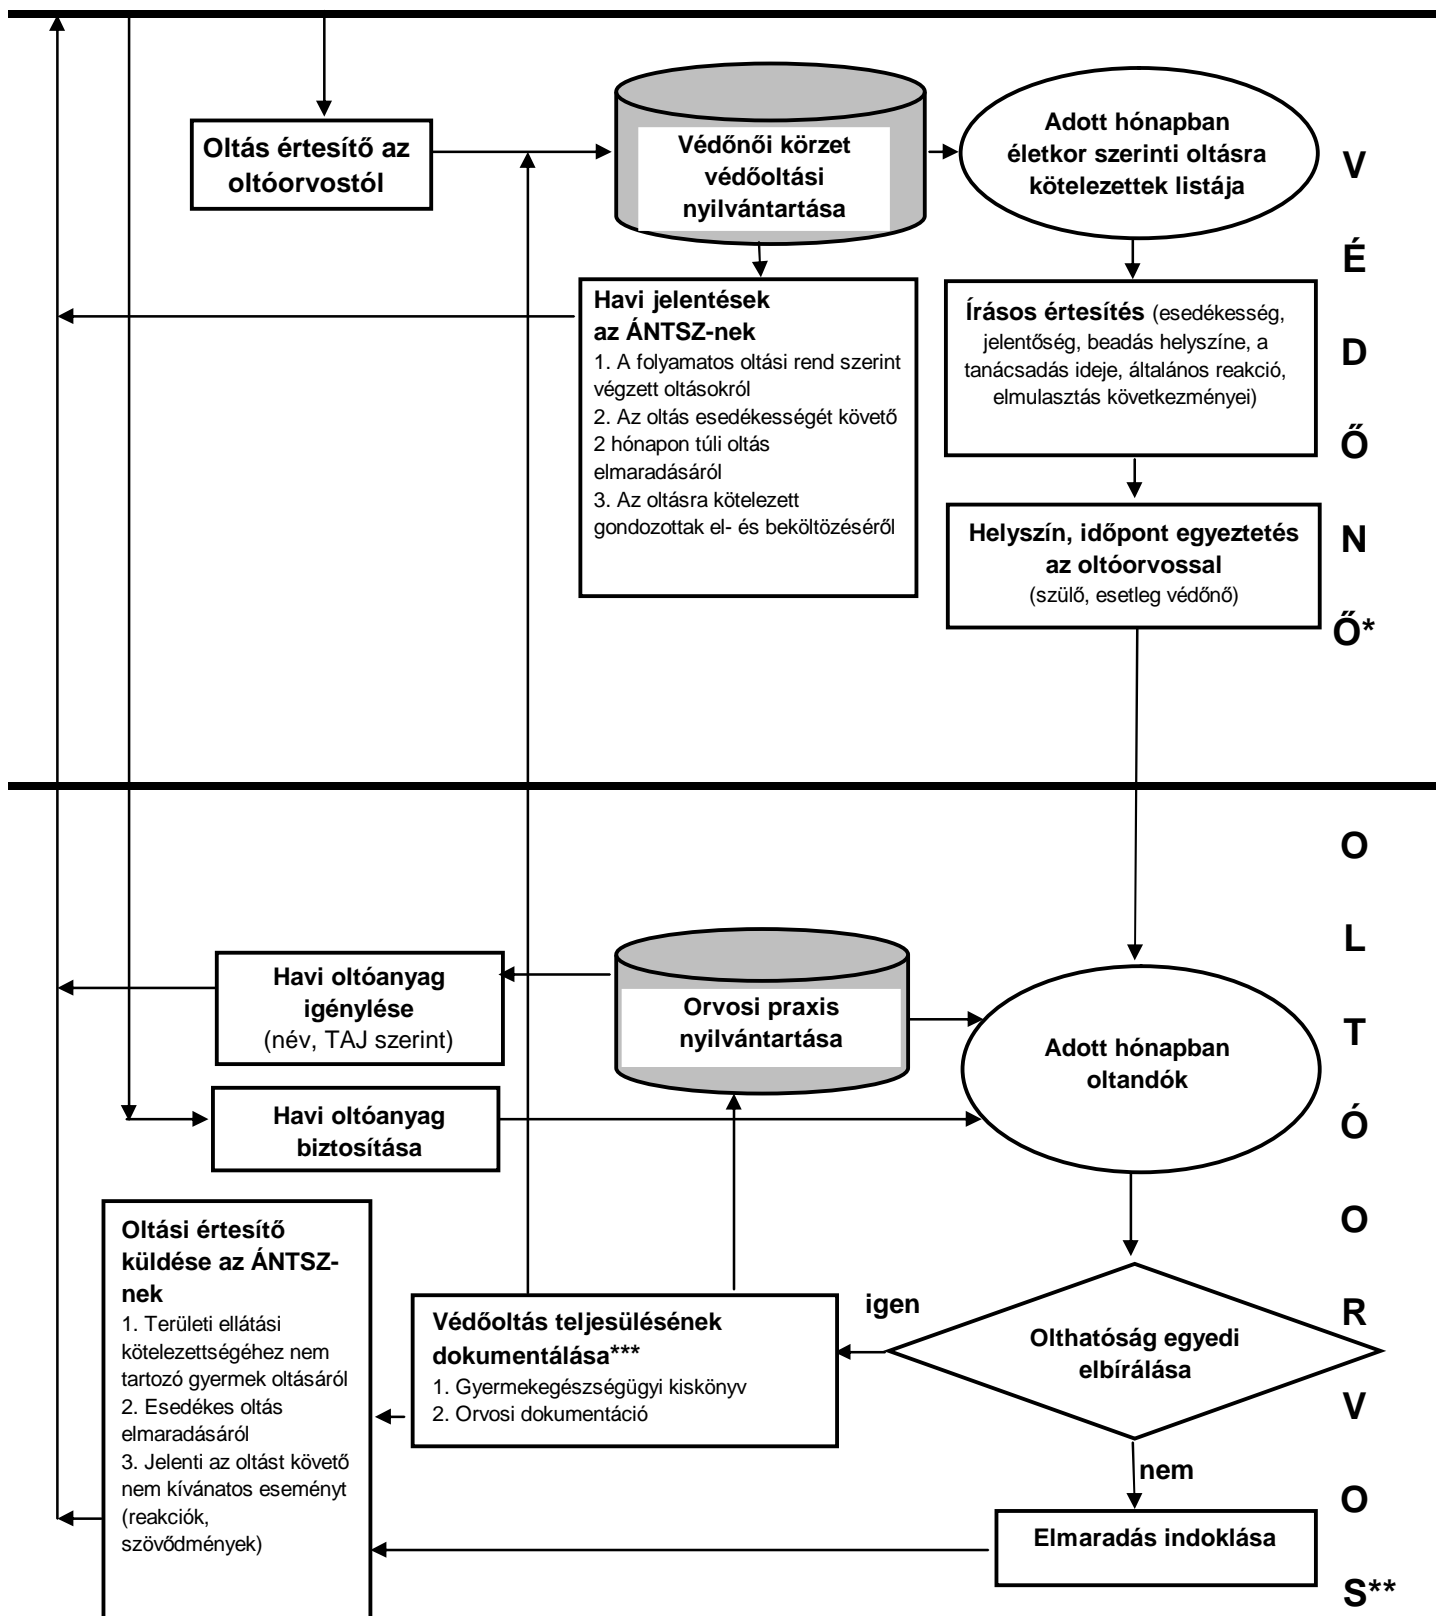 Oltás értesítő az
oltóorvostól
Védőnői körzet
védőoltási
nyilvántartása
Adott hónapban
életkor szerinti oltásra
kötelezettek listája
Havi jelentések
az ÁNTSZ-nek
1. A folyamatos oltási rend szerint
végzett oltásokról
2. Az oltás esedékességét követő
2 hónapon túli oltás
elmaradásáról
3. Az oltásra kötelezett
gondozottak el- és beköltözéséről
Írásos értesítés (esedékesség,
jelentőség, beadás helyszíne, a
tanácsadás ideje, általános reakció,
elmulasztás következményei)
Helyszín, időpont egyeztetés
az oltóorvossal
(szülő, esetleg védőnő)
V
É
D
Ő
N
Ő*
Havi oltóanyag
igénylése
(név, TAJ szerint)
Orvosi praxis
nyilvántartása
Adott hónapban
oltandók
Havi oltóanyag
biztosítása
Oltási értesítő
küldése az ÁNTSZ-
nek
1. Területi ellátási
kötelezettségéhez nem
tartozó gyermek oltásáról
2. Esedékes oltás
elmaradásáról
3. Jelenti az oltást követő
nem kívánatos eseményt
(reakciók,
szövődmények)
Védőoltás teljesülésének
dokumentálása***
1. Gyermekegészségügyi kiskönyv
2. Orvosi dokumentáció
igen
Olthatóság egyedi
elbírálása
nem
Elmaradás indoklása
O
L
T
Ó
O
R
V
O
S**